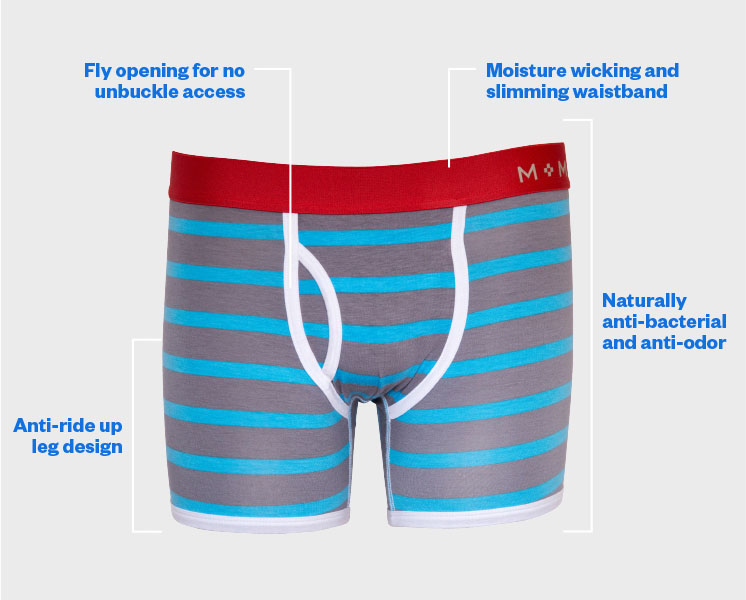 Fly opening for no
unbuckle access
Moisture wicking and
slimming waistband
M M
Naturally
anti-bacterial
and anti-odor
Anti-ride up
leg design